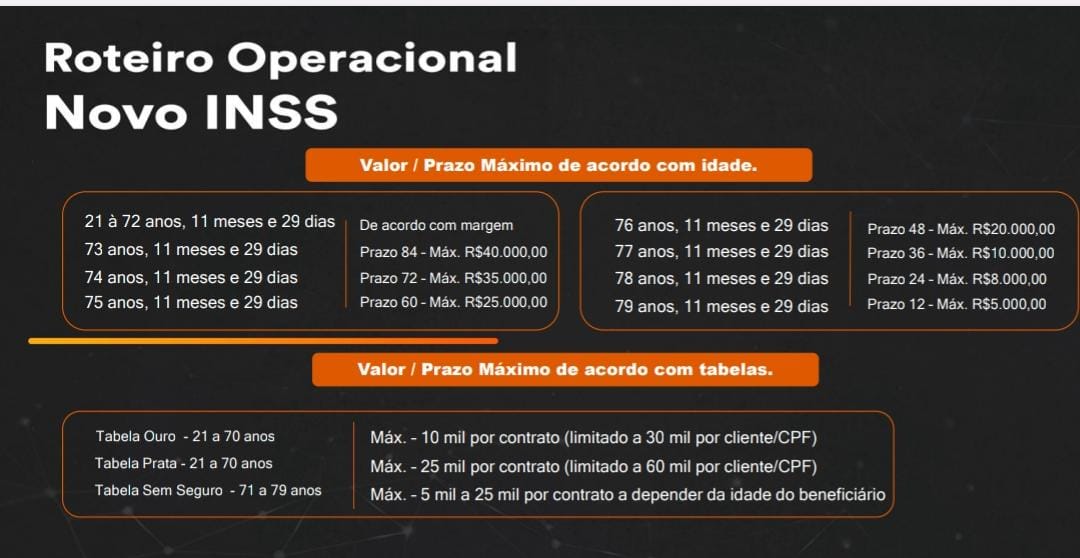 Roteiro Operacional
Novo INSS
Valor / Prazo Máximo de acordo com idade.
21 à 72 anos, 11 meses e 29 dias De acordo com margem
73 anos, 11 meses e 29 dias Prazo 84 - Máx. R$40.000,00
74 anos, 11 meses e 29 dias Prazo 72 - Máx. R$35.000,00
75 anos, 11 meses e 29 dias Prazo 60 - Máx. R$25.000,00
76 anos, 11 meses e 29 dias Prazo 48 - Máx. R$20.000,00
77 anos, 11 meses e 29 dias Prazo 36 - Máx. R$10.000,00
78 anos, 11 meses e 29 dias Prazo 24 - Máx. R$8.000,00
79 anos, 11 meses e 29 dias Prazo 12 - Máx. R$5.000,00
Valor / Prazo Máximo de acordo com tabelas.
Tabela Ouro - 21 a 70 anos Máx. - 10 mil por contrato (limitado a 30 mil por cliente/CPF)
Tabela Prata - 21 a 70 anos Máx. - 25 mil por contrato (limitado a 60 mil por cliente/CPF)
Tabela Sem Seguro - 71 a 79 anos Máx. - 5 mil a 25 mil por contrato a depender da idade do beneficiário